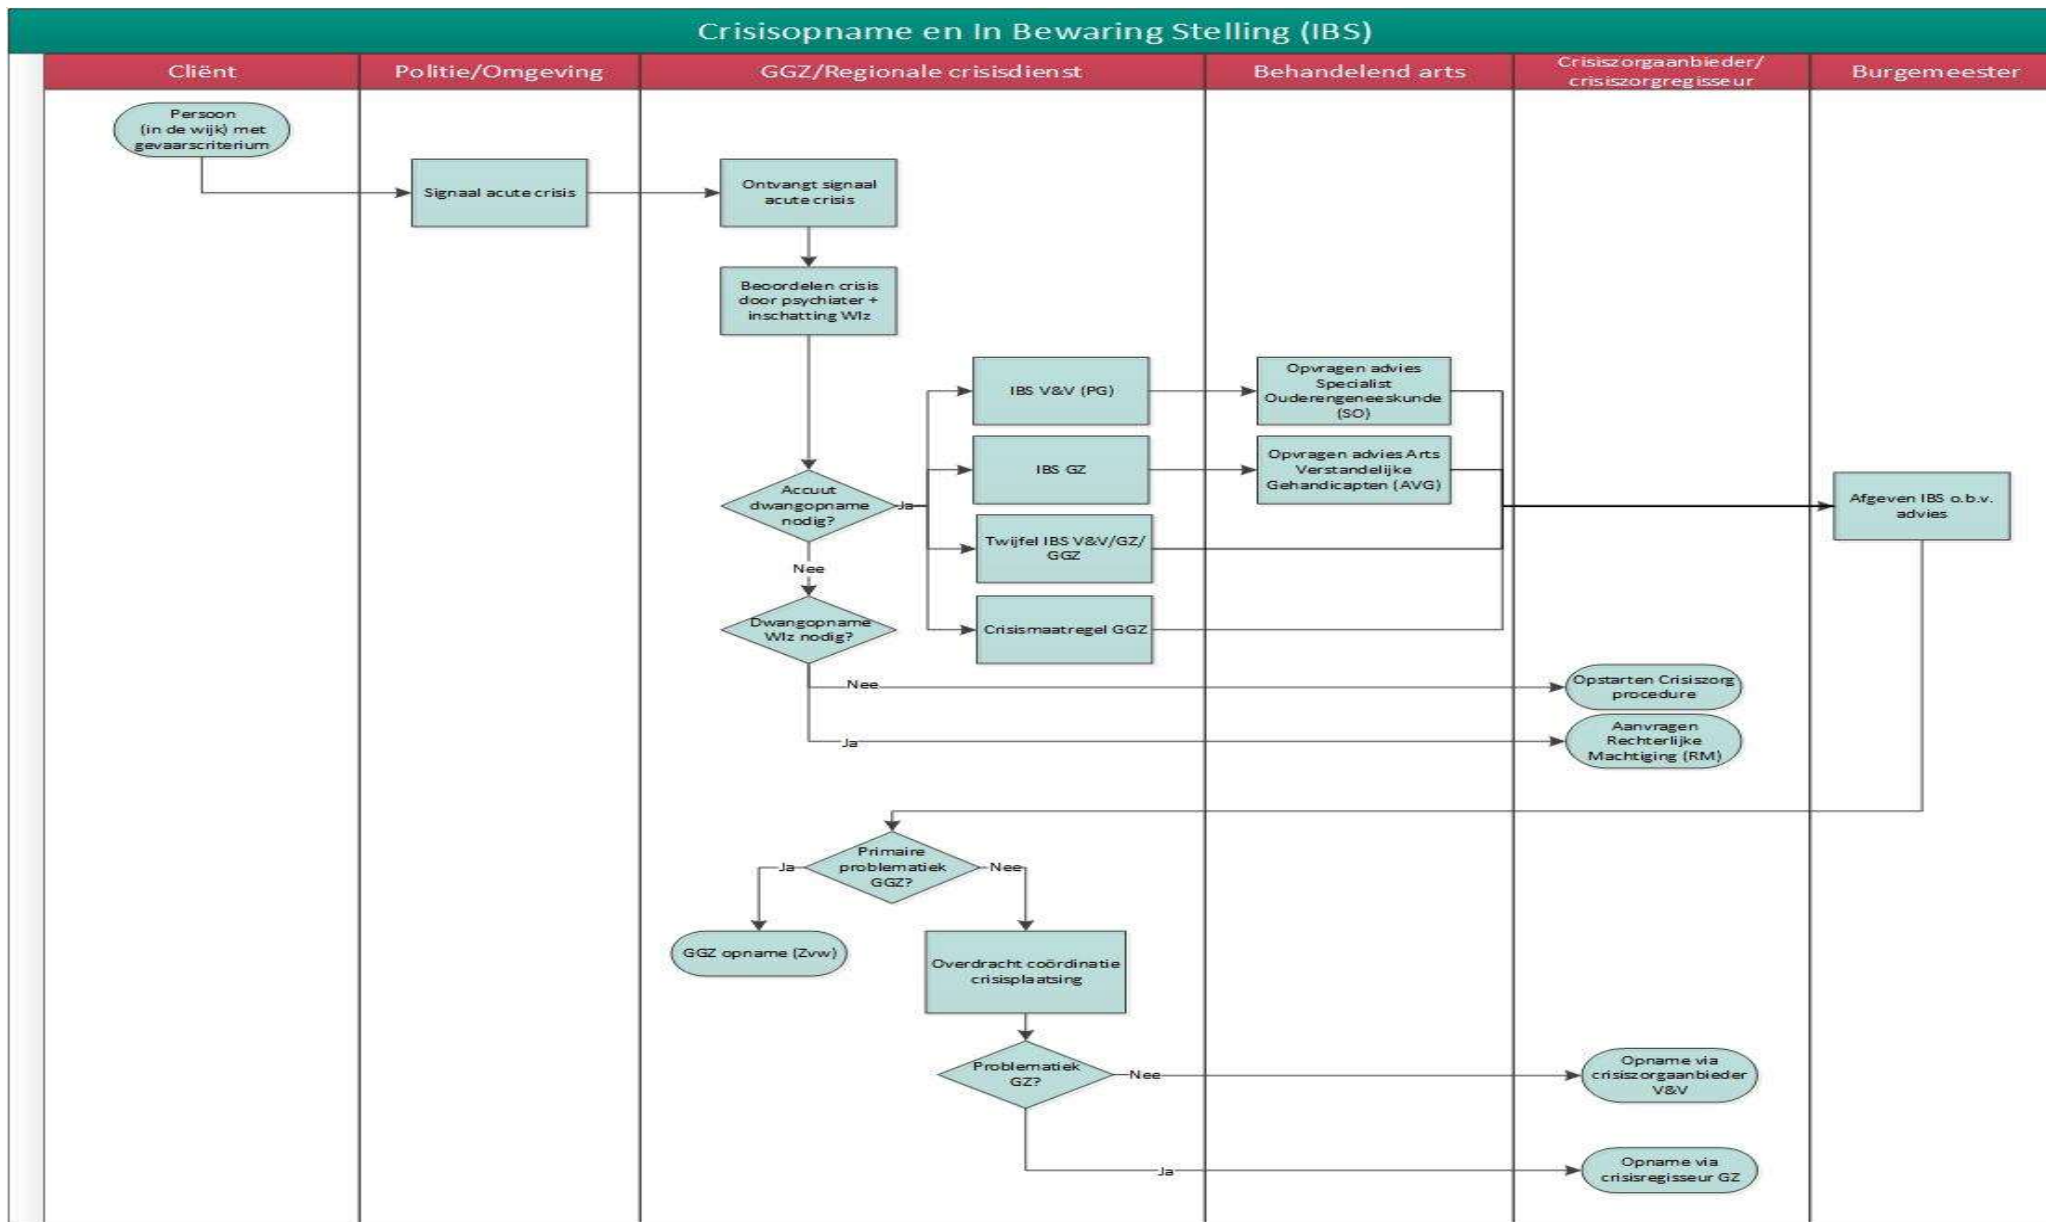 Crisisopname en In Bewaring Stelling (IBS)
Cliënt
Politie/Omgeving
GGZ/Regionale crisisdienst
Behandelend arts
Crisiszorgaanbieder/
crisiszorgregisseur
Burgemeester
Persoon
(in de wijk) met
gevaarscriterium
Signaal acute crisis
Ontvangt signaal
acute crisis
Beoordelen crisis
door psychiater +
inschatting Wlz
Accuut
dwangopname
nodig?
Ja
IBS V&V (PG)
Opvragen advies
Specialist
Ouderengeneeskunde
(SO)
IBS GZ
Opvragen advies Arts
Verstandelijke
Gehandicapten (AVG)
Twijfel IBS V&V/GZ/
GGZ
Crisismaatregel GGZ
Afgeven IBS o.b.v.
advies
Nee
Dwangopname
Wlz nodig?
Nee
Opstarten Crisiszorg
procedure
Ja
Aanvragen
Rechterlijke
Machtiging (RM)
Primaire
problematiek
GGZ?
Ja
Nee
GGZ opname (Zvw)
Overdracht coördinatie
crisisplaatsing
Problematiek
GZ?
Nee
Opname via
crisiszorgaanbieder
V&V
Ja
Opname via
crisisregisseur GZ